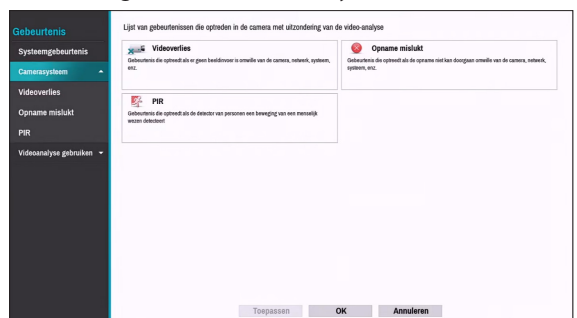 Gebeurtenis
Systeemgebeurtenis
Camerasysteem
Videoverlies
Opname mislukt
PIR
Videoanalyse gebruiken
Lijst van gebeurtenissen die optreden in de camera met uitzondering van de video-analyse
Videoverlies
Gebeurtenis die optreedt als er geen beeldinvoer is omwille van de camera, netwerk, systeem,
enz.
Opname mislukt
Gebeurtenis die optreedt als de opname niet kan doorgaan omwille van de camera, netwerk,
systeem, enz.
PIR
Gebeurtenis die optreedt als de detector van personen een beweging van een menselijk
wezen detecteert
Toepassen
OK
Annuleren